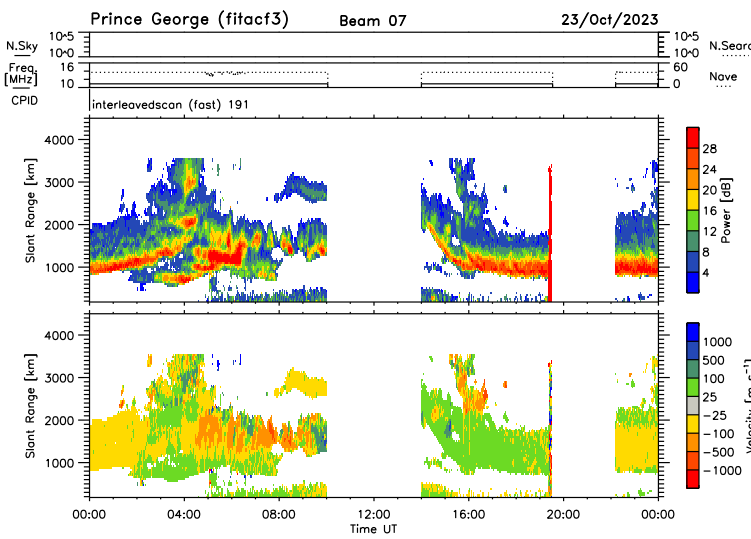 Prince George (fitacf3) Beam 07 23/Oct/2023
N.Sky 10^5 10^0 10^5 10^0 N.Sear
Freq. [MHz] 16 10 60 0 Nave
CPID interleavedscan (fast) 191
Slant Range [km] 4000 3000 2000 1000
Power [dB] 28 24 20 16 12 8 4
Slant Range [km] 4000 3000 2000 1000
Velocity [m s⁻¹] 1000 500 100 25 -25 -100 -500 -1000
00:00 04:00 08:00 12:00 16:00 20:00 00:00
Time UT